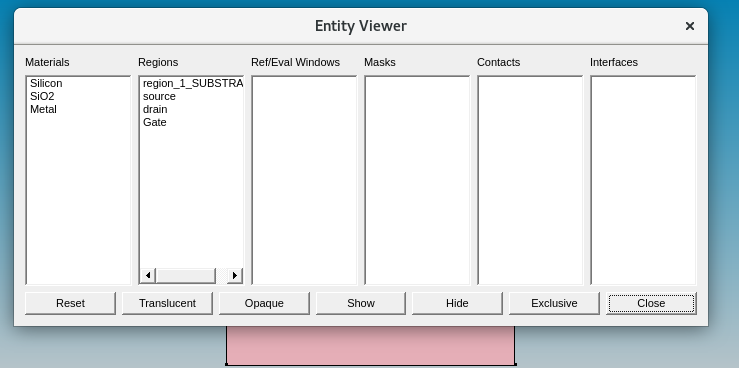 Entity Viewer
×
Materials Regions Ref/Eval Windows Masks Contacts Interfaces
Silicon
SiO2
Metal
region_1_SUBSTRA
source
drain
Gate
Reset Translucent Opaque Show Hide Exclusive Close